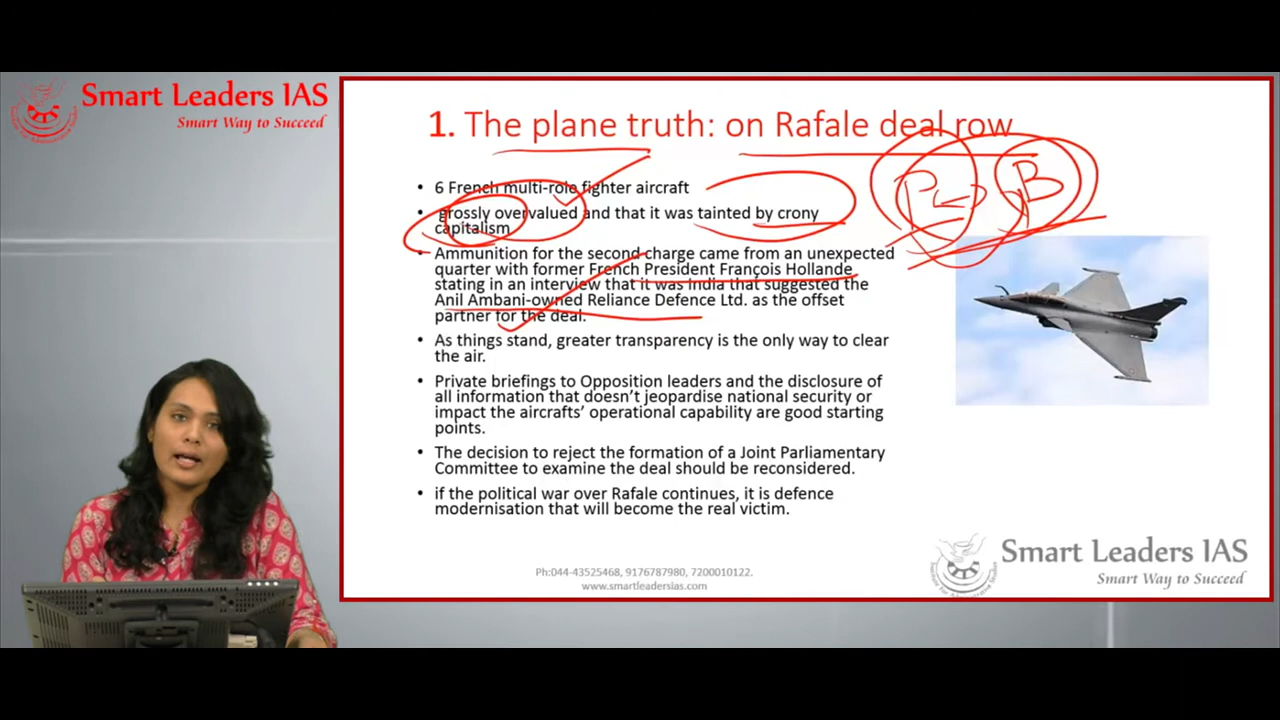 Smart Leaders IAS
Smart Way to Succeed
1. The plane truth: on Rafale deal row
• 6 French multi-role fighter aircraft
• grossly overvalued and that it was tainted by crony
capitalism
• Ammunition for the second charge came from an unexpected
quarter with former French President François Hollande
stating in an interview that it was India that suggested the
Anil Ambani-owned Reliance Defence Ltd. as the offset
partner for the deal.
• As things stand, greater transparency is the only way to clear
the air.
• Private briefings to Opposition leaders and the disclosure of
all information that doesn't jeopardise national security or
impact the aircrafts' operational capability are good starting
points.
• The decision to reject the formation of a Joint Parliamentary
Committee to examine the deal should be reconsidered.
• if the political war over Rafale continues, it is defence
modernisation that will become the real victim.
B
Smart Leaders IAS
Smart Way to Succeed
Ph:044-43525468, 9176787980, 7200010122.
www.smartleadersias.com